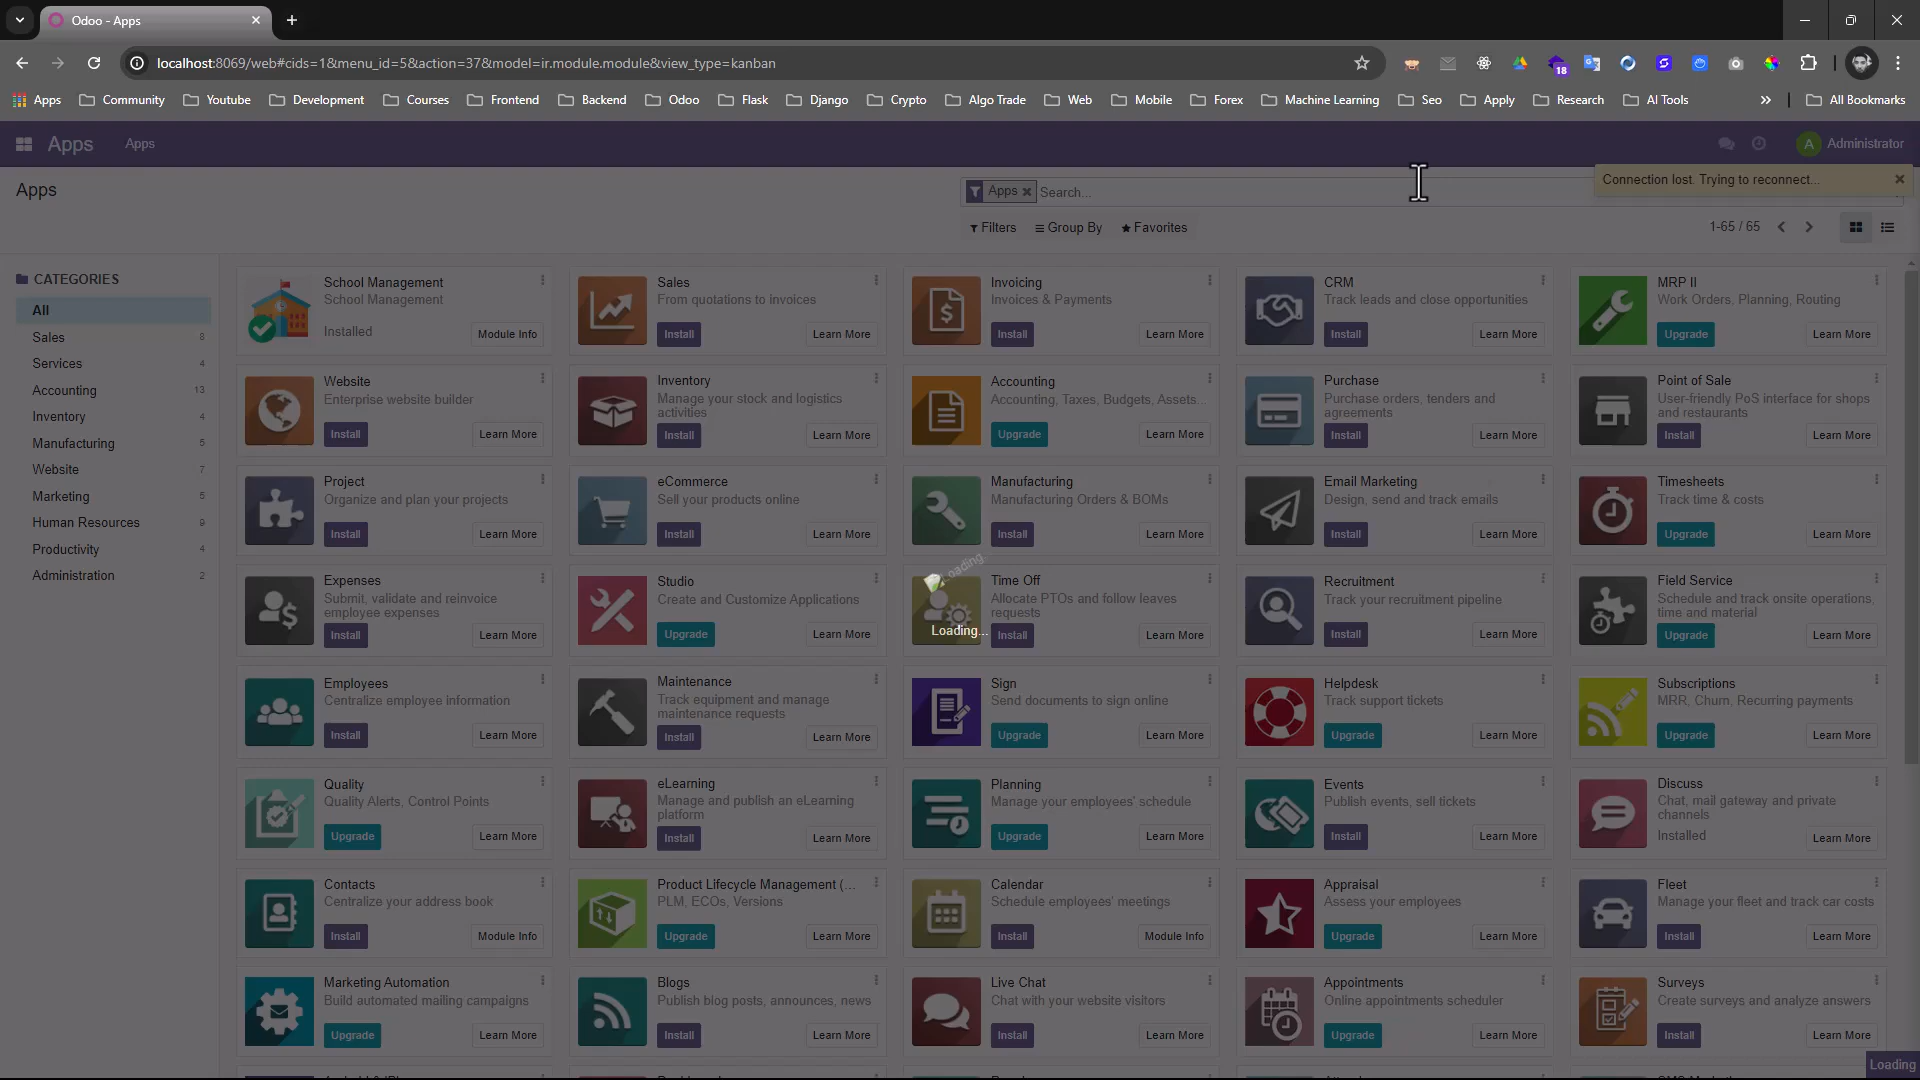 Odoo - Apps
localhost:8069/web#cids=1&menu_id=5&action=37&model=ir.module.module&view_type=kanban
18
Apps Community Youtube Development Courses Frontend Backend Odoo Flask Django Crypto Algo Trade Web Mobile Forex Machine Learning Seo Apply Research AI Tools » All Bookmarks
Apps Apps A Administrator
Connection lost. Trying to reconnect...
Apps
Apps Search...
Filters Group By Favorites 1-65 / 65
CATEGORIES
All
Sales 8
Services 4
Accounting 13
Inventory 4
Manufacturing 5
Website 7
Marketing 5
Human Resources 9
Productivity 4
Administration 2
School Management
School Management
Installed Module Info
Sales
From quotations to invoices
Install Learn More
Invoicing
Invoices & Payments
Install Learn More
CRM
Track leads and close opportunities
Install Learn More
MRP II
Work Orders, Planning, Routing
Upgrade Learn More
Website
Enterprise website builder
Install Learn More
Inventory
Manage your stock and logistics
activities
Install Learn More
Accounting
Accounting, Taxes, Budgets, Assets...
Upgrade Learn More
Purchase
Purchase orders, tenders and
agreements
Install Learn More
Point of Sale
User-friendly PoS interface for shops
and restaurants
Install Learn More
Project
Organize and plan your projects
Install Learn More
eCommerce
Sell your products online
Install Learn More
Manufacturing
Manufacturing Orders & BOMs
Install Learn More
Email Marketing
Design, send and track emails
Install Learn More
Timesheets
Track time & costs
Upgrade Learn More
Expenses
Submit, validate and reinvoice
employee expenses
Install Learn More
Studio
Create and Customize Applications
Upgrade Learn More
Loading...
Loading...
Time Off
Allocate PTOs and follow leaves
requests
Install Learn More
Recruitment
Track your recruitment pipeline
Install Learn More
Field Service
Schedule and track onsite operations,
time and material
Upgrade Learn More
Employees
Centralize employee information
Install Learn More
Maintenance
Track equipment and manage
maintenance requests
Install Learn More
Sign
Send documents to sign online
Upgrade Learn More
Helpdesk
Track support tickets
Upgrade Learn More
Subscriptions
MRR, Churn, Recurring payments
Upgrade Learn More
Quality
Quality Alerts, Control Points
Upgrade Learn More
eLearning
Manage and publish an eLearning
platform
Install Learn More
Planning
Manage your employees' schedule
Upgrade Learn More
Events
Publish events, sell tickets
Install Learn More
Discuss
Chat, mail gateway and private
channels
Installed Learn More
Contacts
Centralize your address book
Install Module Info
Product Lifecycle Management (...
PLM, ECOs, Versions
Upgrade Learn More
Calendar
Schedule employees' meetings
Install Module Info
Appraisal
Assess your employees
Upgrade Learn More
Fleet
Manage your fleet and track car costs
Install Learn More
Marketing Automation
Build automated mailing campaigns
Upgrade Learn More
Blogs
Publish blog posts, announces, news
Install Learn More
Live Chat
Chat with your website visitors
Install Learn More
Appointments
Online appointments scheduler
Upgrade Learn More
Surveys
Create surveys and analyze answers
Install Learn More
Loading